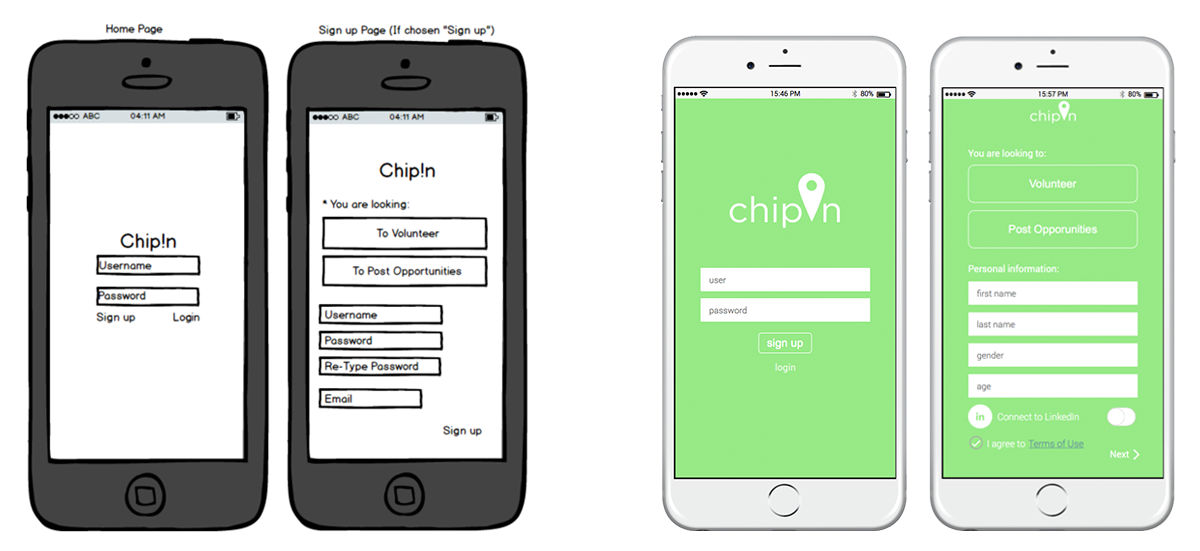 Home Page
●●●○○ ABC 04:11 AM
Chip!n
Username
Password
Sign up Login
Sign up Page (If chosen "Sign up")
●●●○○ ABC 04:11 AM
Chip!n
* You are looking:
To Volunteer
To Post Opportunities
Username
Password
Re-Type Password
Email
Sign up
15:46 PM 80%
chip n
user
password
sign up
login
15:57 PM 80%
chip n
You are looking to:
Volunteer
Post Opporunities
Personal information:
first name
last name
gender
age
in Connect to LinkedIn
I agree to Terms of Use
Next